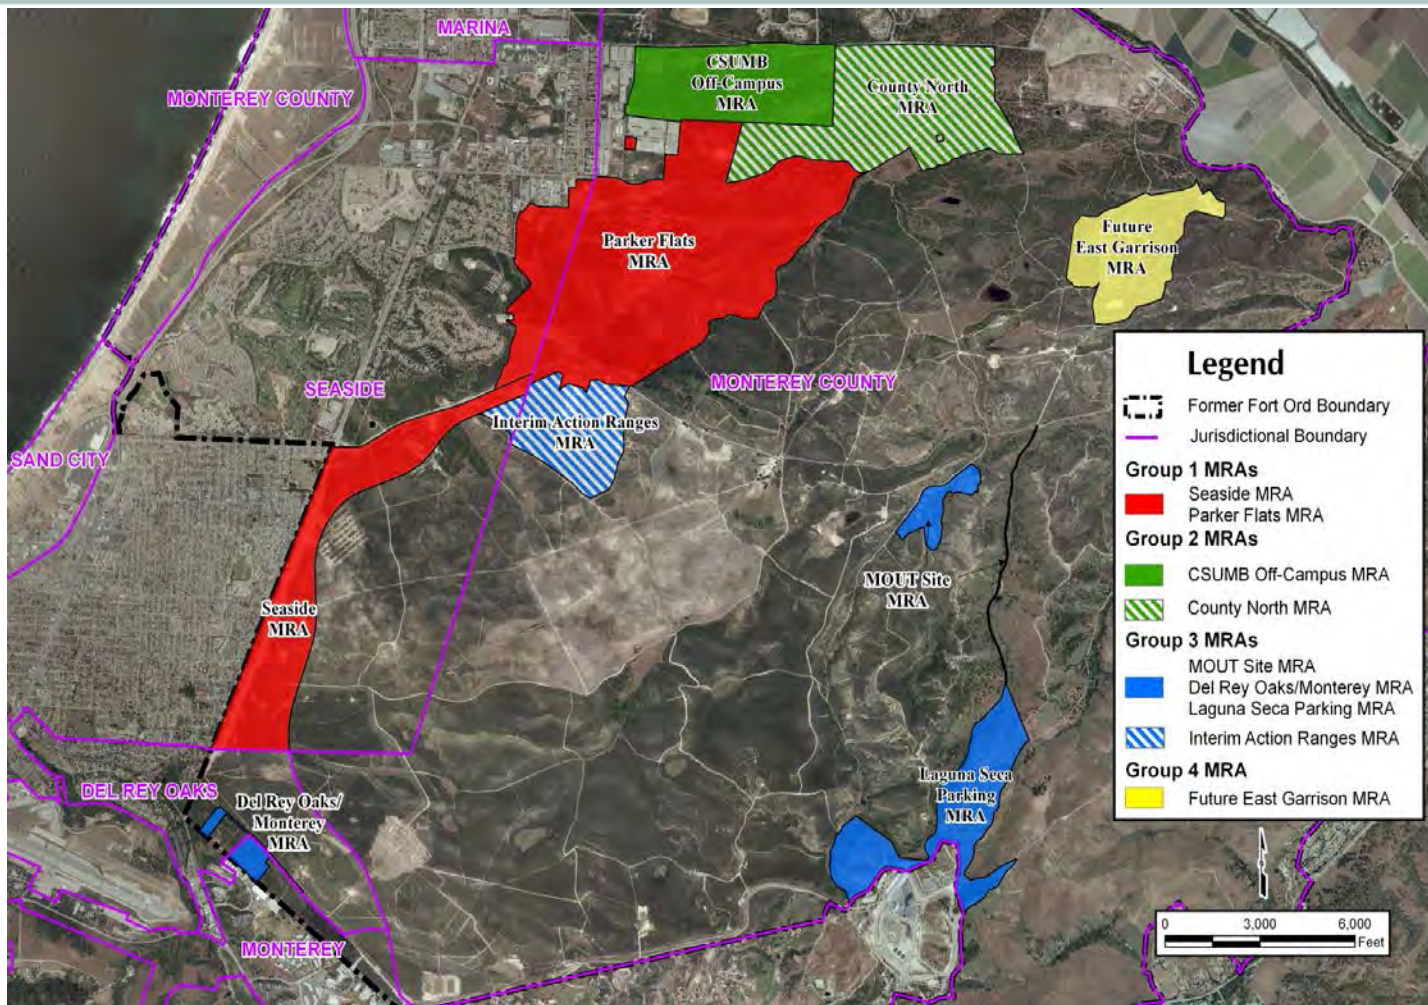 MARINA
MONTEREY COUNTY
CSUMB
Off-Campus
MRA
County North
MRA
Parker Flats
MRA
Future
East Garrison
MRA
SEASIDE
MONTEREY COUNTY
Interim Action Ranges
MRA
SAND CITY
MOUT Site
MRA
Seaside
MRA
Laguna Seca
Parking
MRA
DEL REY OAKS
Del Rey Oaks/
Monterey
MRA
MONTEREY
Legend
Former Fort Ord Boundary
Jurisdictional Boundary
Group 1 MRAs
Seaside MRA
Parker Flats MRA
Group 2 MRAs
CSUMB Off-Campus MRA
County North MRA
Group 3 MRAs
MOUT Site MRA
Del Rey Oaks/Monterey MRA
Laguna Seca Parking MRA
Interim Action Ranges MRA
Group 4 MRA
Future East Garrison MRA
0 3,000 6,000
Feet